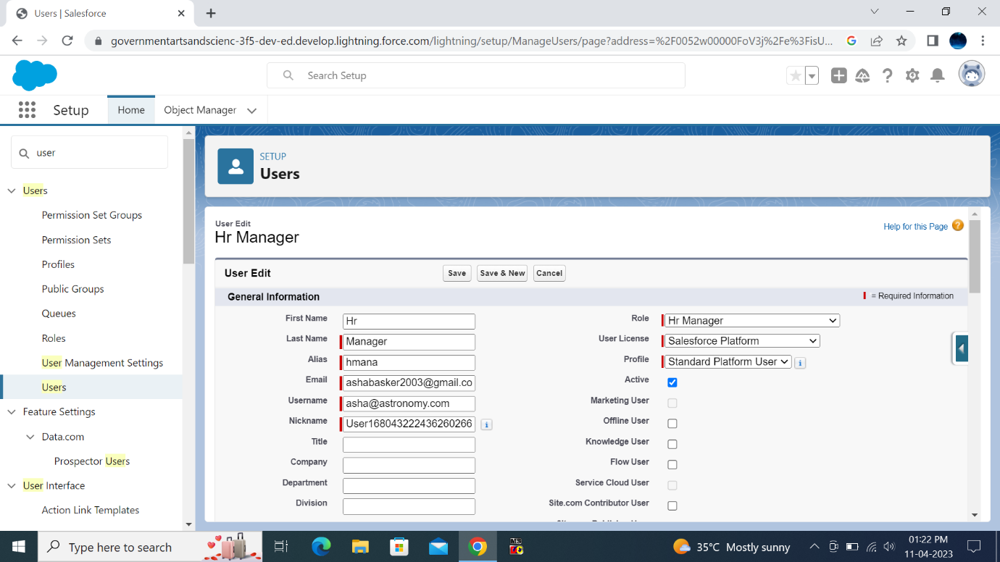 Users | Salesforce
governmentartsandscienc-3f5-dev-ed.develop.lightning.force.com/lightning/setup/ManageUsers/page?address=%2F0052w00000FoV3j%2Fe%3FisU...
Search Setup
Setup
Home
Object Manager
user
Users
Permission Set Groups
Permission Sets
Profiles
Public Groups
Queues
Roles
User Management Settings
Users
Feature Settings
Data.com
Prospector Users
User Interface
Action Link Templates
SETUP
Users
User Edit
Hr Manager
Help for this Page ?
User Edit
Save
Save & New
Cancel
General Information
= Required Information
First Name Hr
Last Name Manager
Alias hmana
Email ashabasker2003@gmail.co
Username asha@astronomy.com
Nickname User168043222436260266 i
Title
Company
Department
Division
Role Hr Manager
User License Salesforce Platform
Profile Standard Platform User i
Active
Marketing User
Offline User
Knowledge User
Flow User
Service Cloud User
Site.com Contributor User
Type here to search
35°C Mostly sunny
01:22 PM
11-04-2023